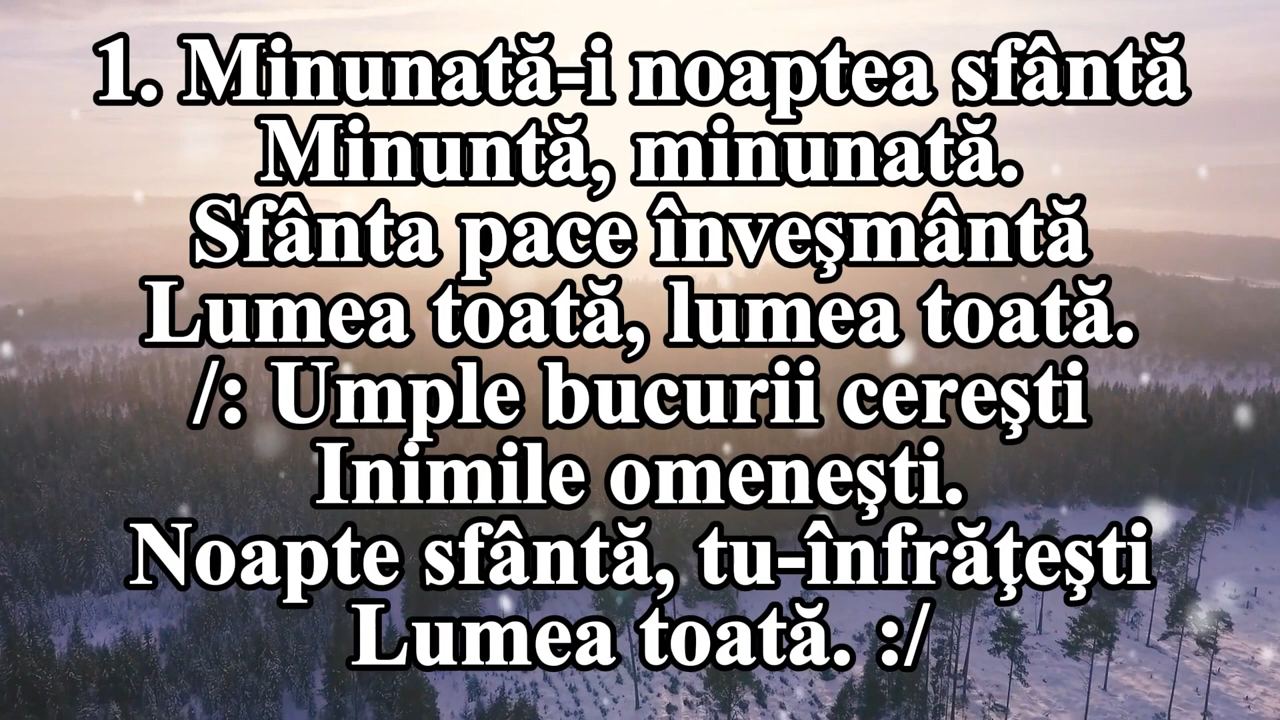 1. Minunată-i noaptea sfântă
Minuntă, minunată.
Sfânta pace înveşmântă
Lumea toată, lumea toată.
/: Umple bucurii cereşti
Inimile omeneşti.
Noapte sfântă, tu-înfrăţeşti
Lumea toată. :/